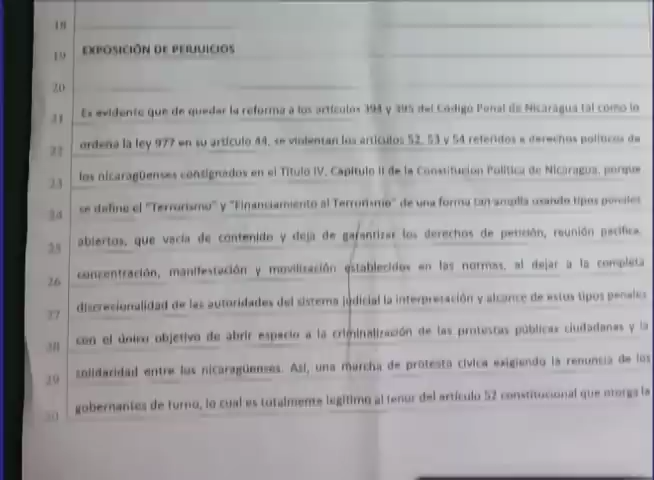 18
19 EXPOSICIÓN DE PERJUICIOS
20
21 Es evidente que de quedar la reforma a los artículos 394 y 395 del Código Penal de Nicaragua tal como lo
22 ordena la ley 977 en su artículo 44, se violentan los artículos 52, 53 y 54 referidos a derechos políticos de
23 los nicaragüenses consignados en el Titulo IV, Capítulo II de la Constitución Política de Nicaragua, porque
24 se define el "Terrorismo" y "Financiamiento al Terrorismo" de una forma tan amplia usando tipos penales
25 abiertos, que vacía de contenido y deja de garantizar los derechos de petición, reunión pacífica,
26 concentración, manifestación y movilización establecidos en las normas, al dejar a la completa
27 discrecionalidad de las autoridades del sistema judicial la interpretación y alcance de estos tipos penales
28 con el único objetivo de abrir espacio a la criminalización de las protestas públicas ciudadanas y la
29 solidaridad entre los nicaragüenses. Así, una marcha de protesta cívica exigiendo la renuncia de los
30 gobernantes de turno, lo cual es totalmente legítimo al tenor del artículo 52 constitucional que otorga la